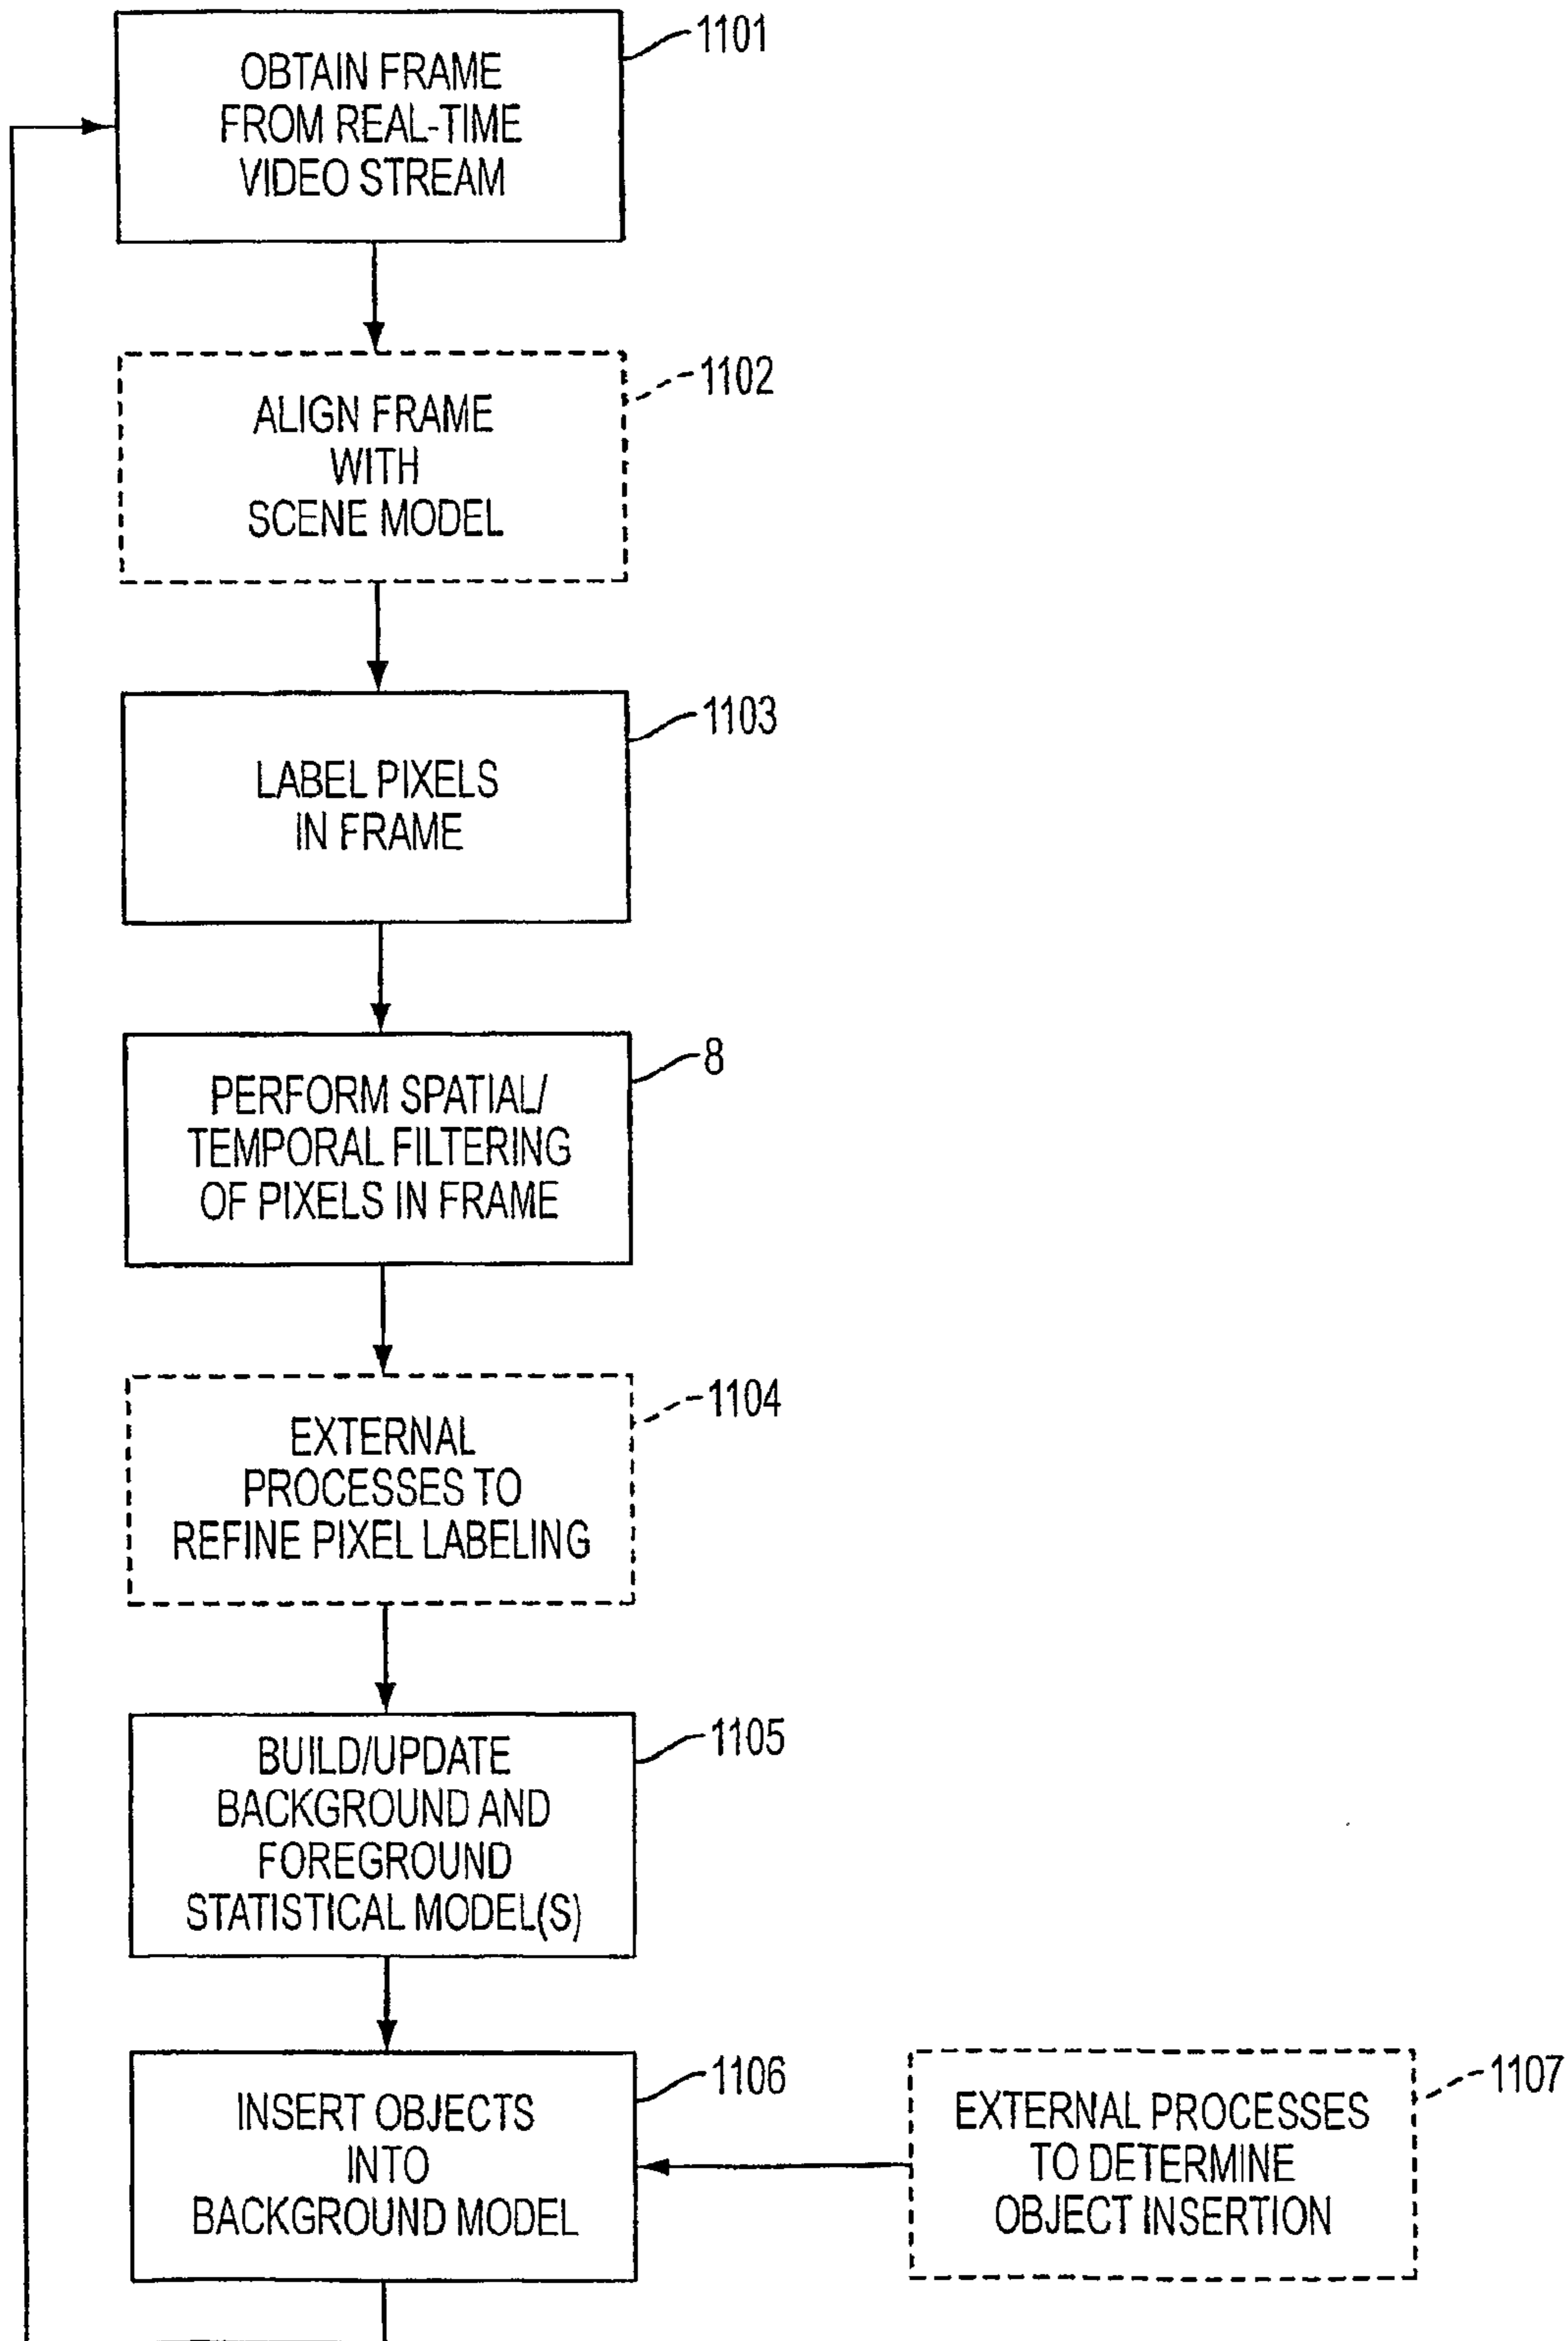 1101
OBTAIN FRAME
FROM REAL-TIME
VIDEO STREAM
1102
ALIGN FRAME
WITH
SCENE MODEL
1103
LABEL PIXELS
IN FRAME
8
PERFORM SPATIAL/
TEMPORAL FILTERING
OF PIXELS IN FRAME
1104
EXTERNAL
PROCESSES TO
REFINE PIXEL LABELING
1105
BUILD/UPDATE
BACKGROUND AND
FOREGROUND
STATISTICAL MODEL(S)
1106
INSERT OBJECTS
INTO
BACKGROUND MODEL
1107
EXTERNAL PROCESSES
TO DETERMINE
OBJECT INSERTION